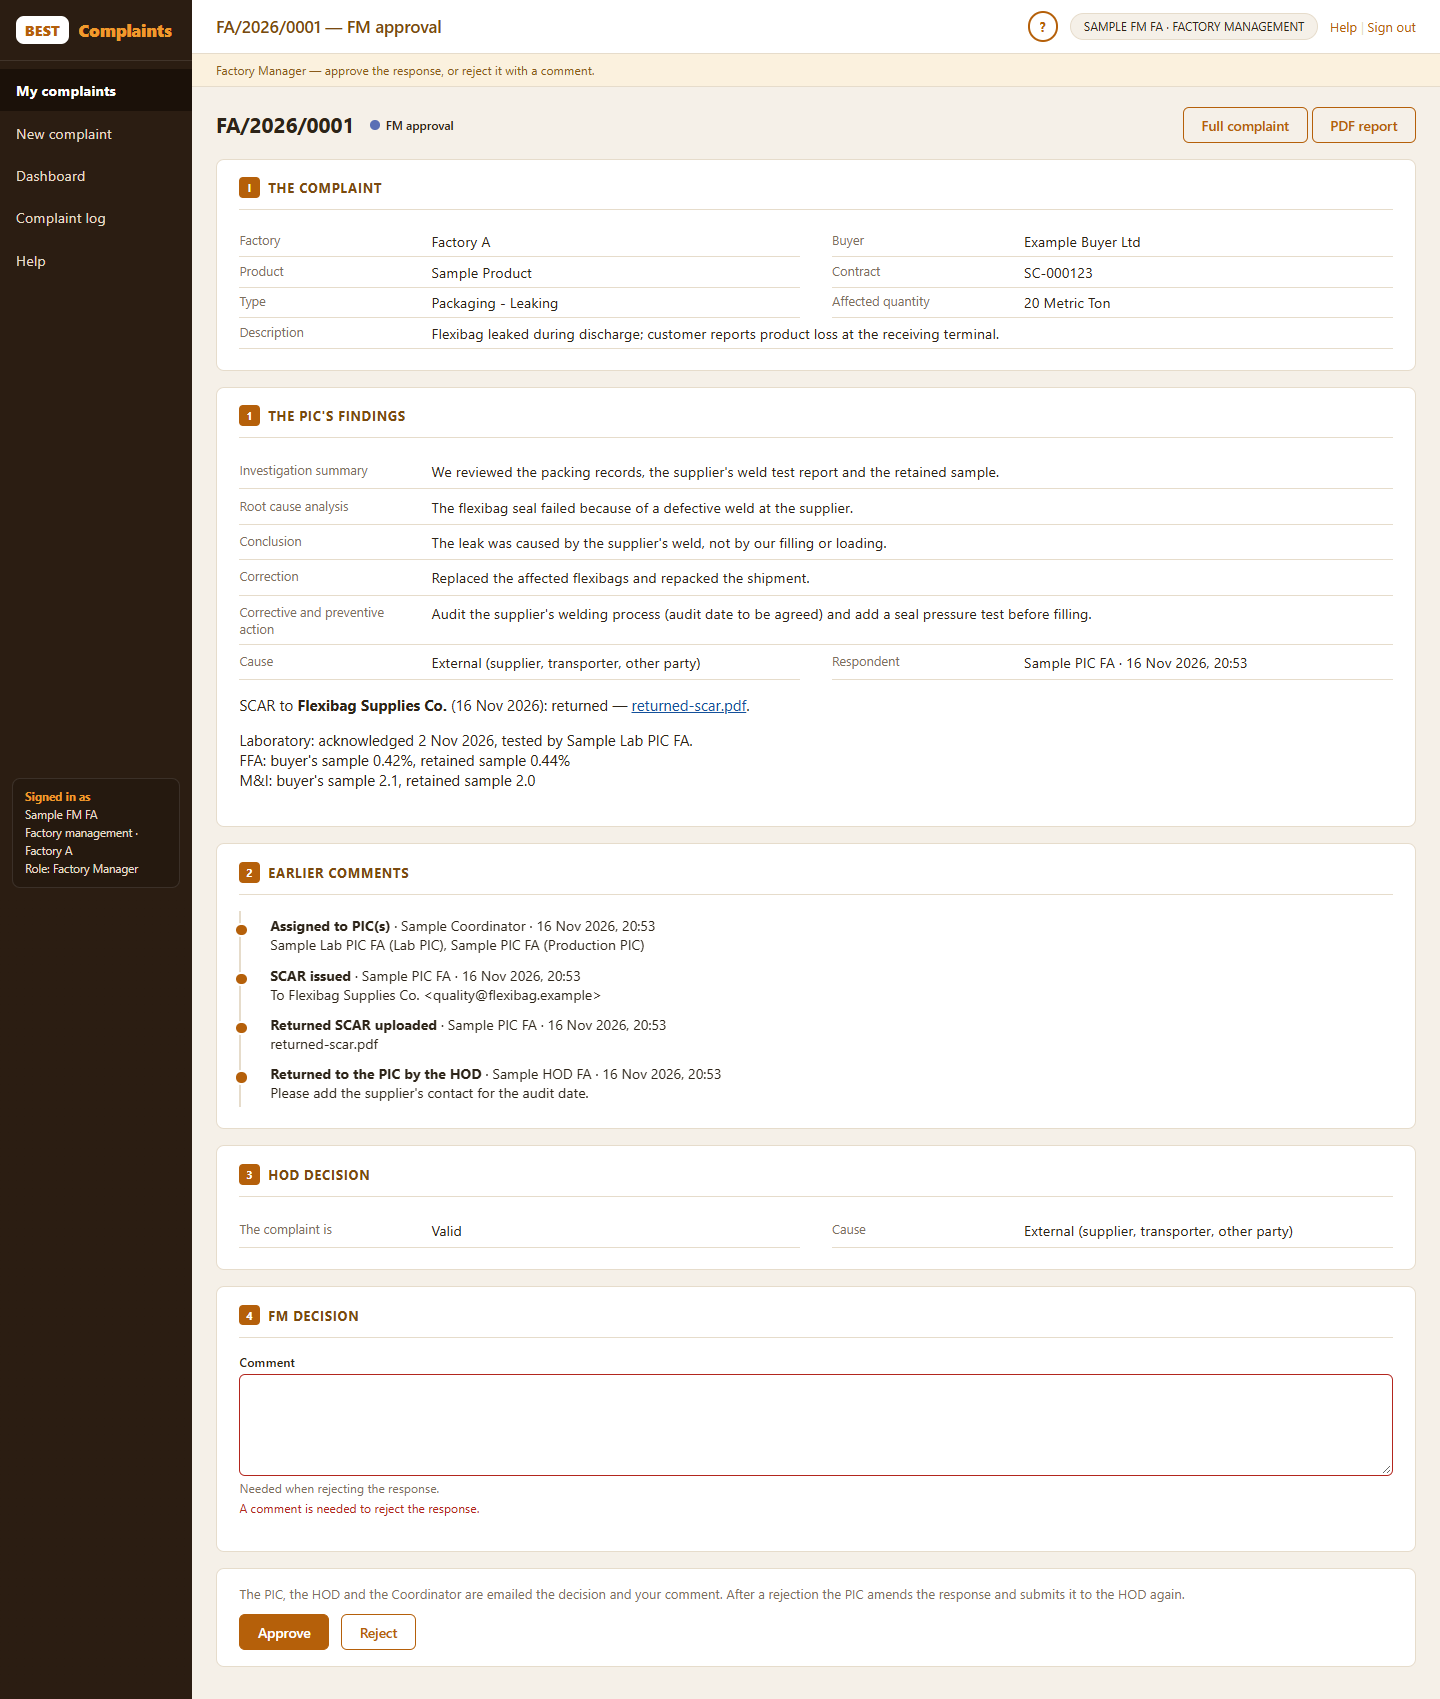 BEST Complaints
My complaints
New complaint
Dashboard
Complaint log
Help
Signed in as
Sample FM FA
Factory management ·
Factory A
Role: Factory Manager
FA/2026/0001 — FM approval
?
SAMPLE FM FA · FACTORY MANAGEMENT
Help | Sign out
Factory Manager — approve the response, or reject it with a comment.
FA/2026/0001
FM approval
Full complaint
PDF report
I THE COMPLAINT
Factory Factory A Buyer Example Buyer Ltd
Product Sample Product Contract SC-000123
Type Packaging - Leaking Affected quantity 20 Metric Ton
Description Flexibag leaked during discharge; customer reports product loss at the receiving terminal.
1 THE PIC'S FINDINGS
Investigation summary We reviewed the packing records, the supplier's weld test report and the retained sample.
Root cause analysis The flexibag seal failed because of a defective weld at the supplier.
Conclusion The leak was caused by the supplier's weld, not by our filling or loading.
Correction Replaced the affected flexibags and repacked the shipment.
Corrective and preventive action Audit the supplier's welding process (audit date to be agreed) and add a seal pressure test before filling.
Cause External (supplier, transporter, other party) Respondent Sample PIC FA · 16 Nov 2026, 20:53
SCAR to Flexibag Supplies Co. (16 Nov 2026): returned — returned-scar.pdf.
Laboratory: acknowledged 2 Nov 2026, tested by Sample Lab PIC FA.
FFA: buyer's sample 0.42%, retained sample 0.44%
M&I: buyer's sample 2.1, retained sample 2.0
2 EARLIER COMMENTS
Assigned to PIC(s) · Sample Coordinator · 16 Nov 2026, 20:53
Sample Lab PIC FA (Lab PIC), Sample PIC FA (Production PIC)
SCAR issued · Sample PIC FA · 16 Nov 2026, 20:53
To Flexibag Supplies Co. <quality@flexibag.example>
Returned SCAR uploaded · Sample PIC FA · 16 Nov 2026, 20:53
returned-scar.pdf
Returned to the PIC by the HOD · Sample HOD FA · 16 Nov 2026, 20:53
Please add the supplier's contact for the audit date.
3 HOD DECISION
The complaint is Valid Cause External (supplier, transporter, other party)
4 FM DECISION
Comment
Needed when rejecting the response.
A comment is needed to reject the response.
The PIC, the HOD and the Coordinator are emailed the decision and your comment. After a rejection the PIC amends the response and submits it to the HOD again.
Approve
Reject